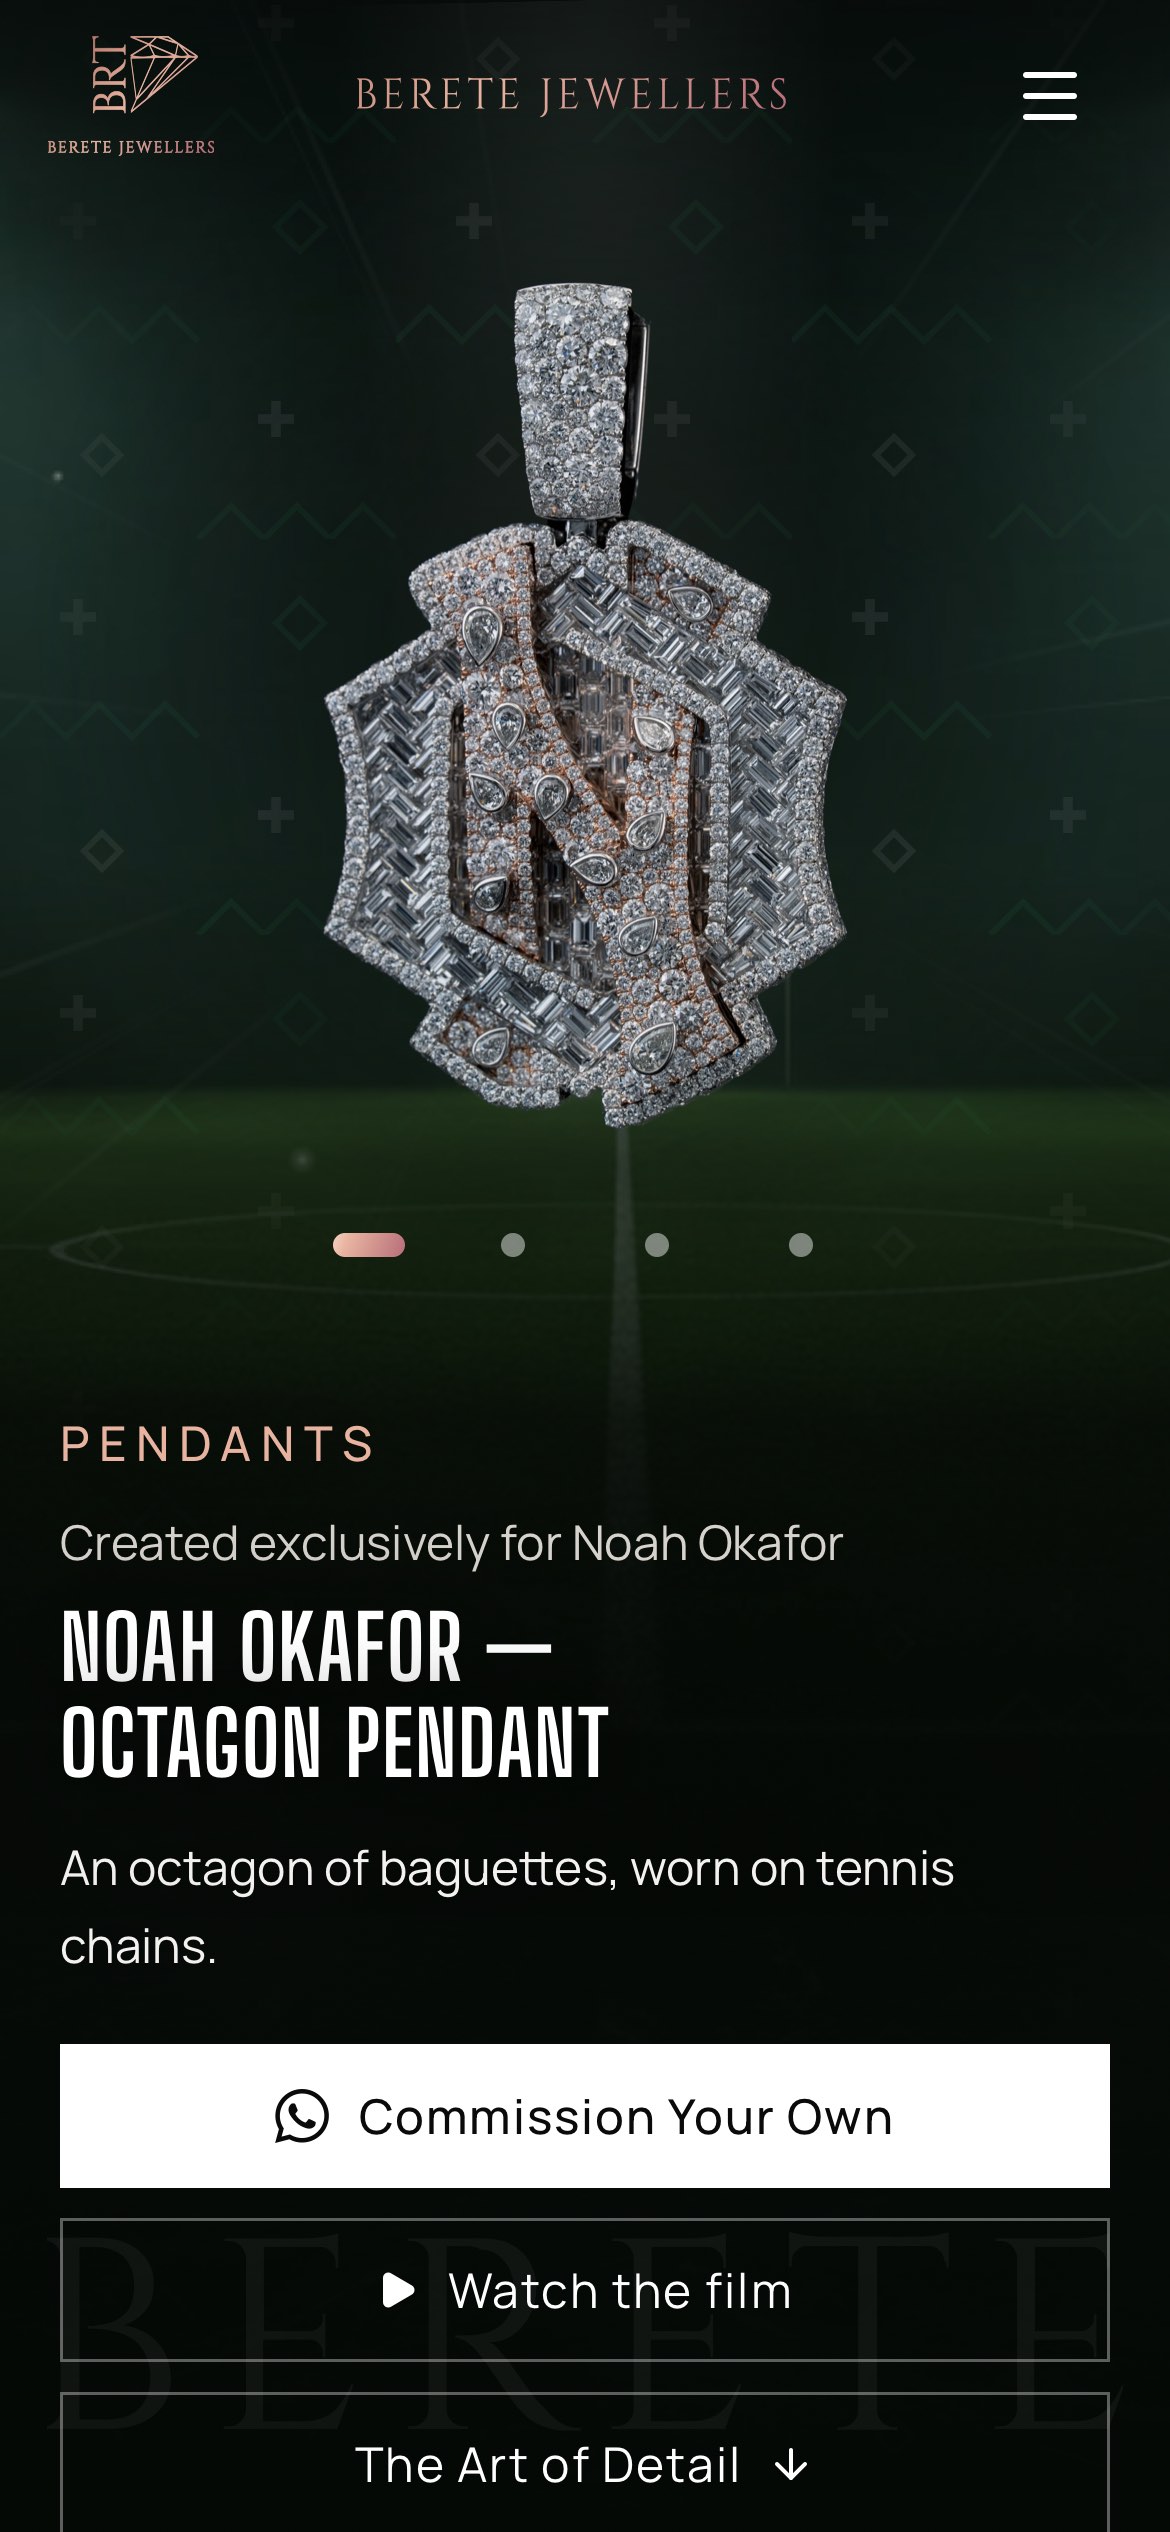 BRT
BERETE JEWELLERS
BERETE JEWELLERS
PENDANTS
Created exclusively for Noah Okafor
NOAH OKAFOR —
OCTAGON PENDANT
An octagon of baguettes, worn on tennis
chains.
Commission Your Own
BERETE
Watch the film
The Art of Detail ↓